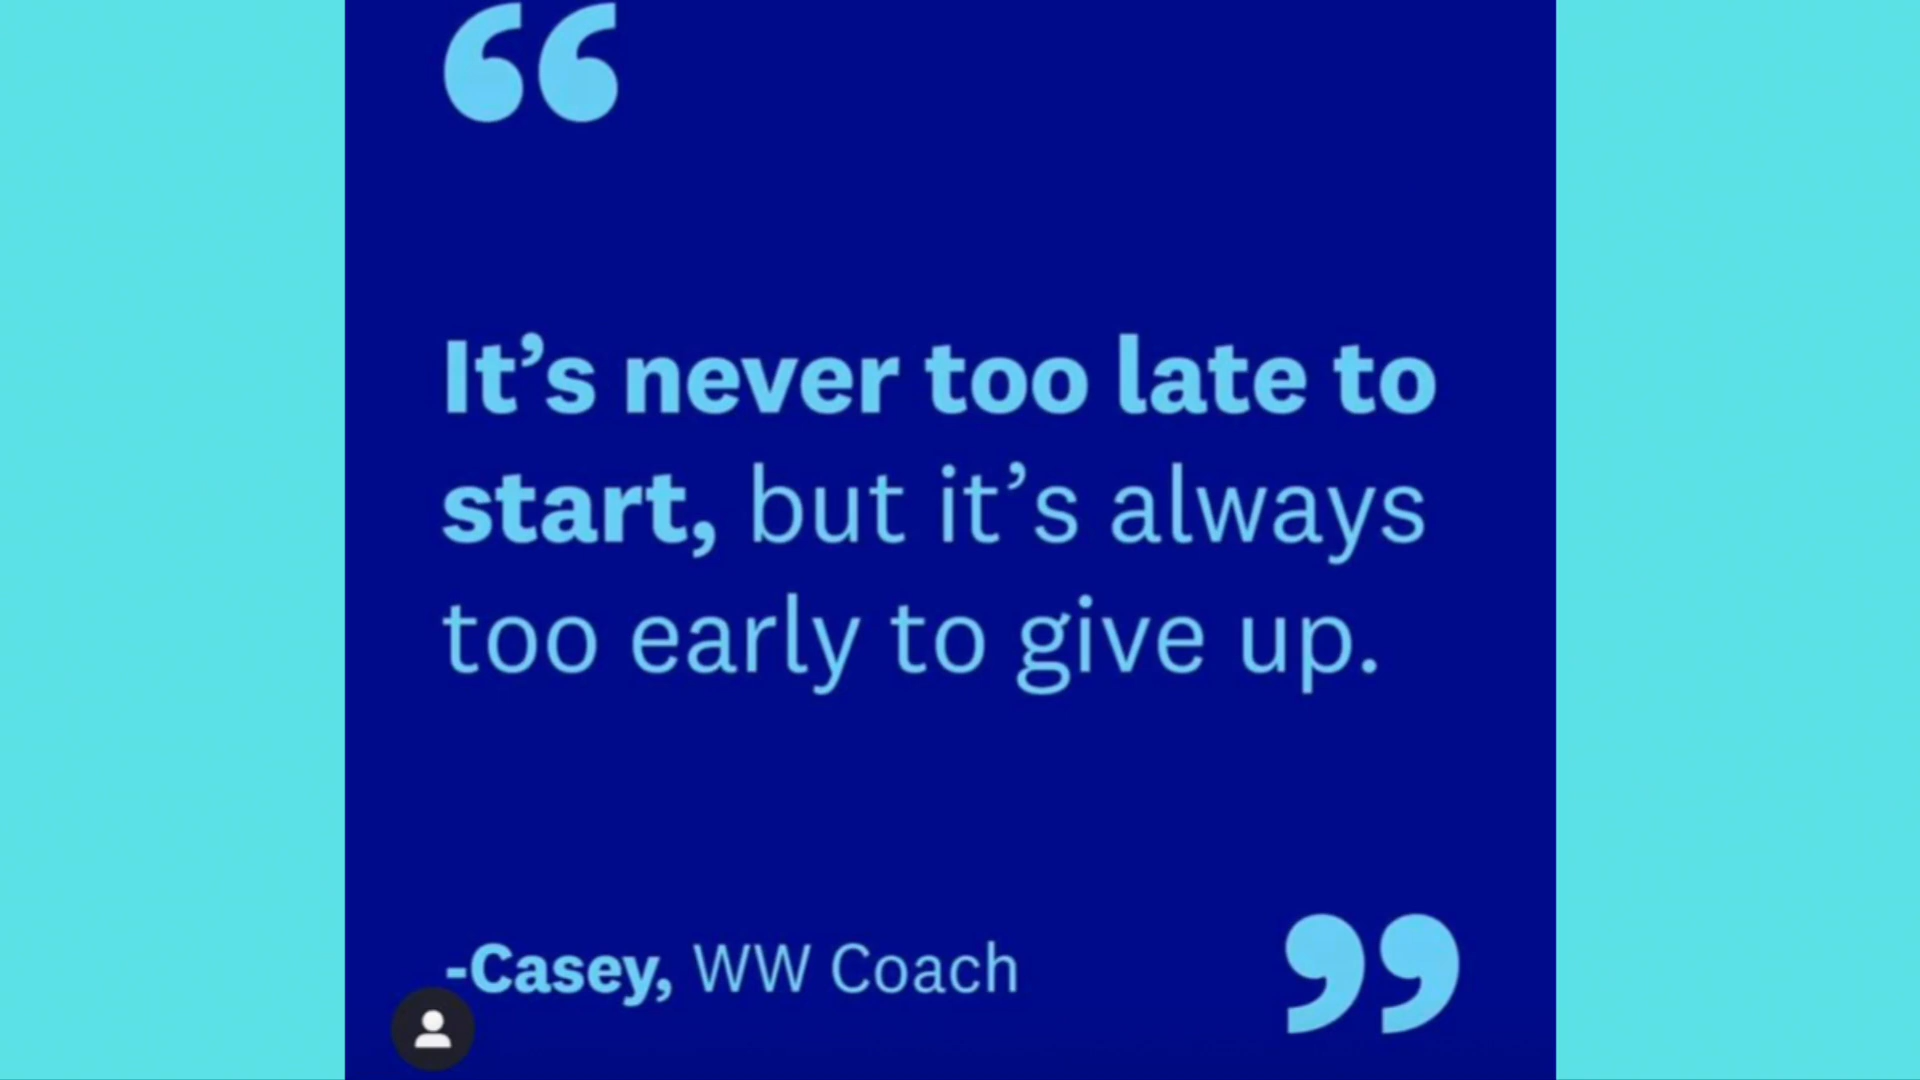 “
It’s never too late to
start, but it’s always
too early to give up.
-Casey, WW Coach
”